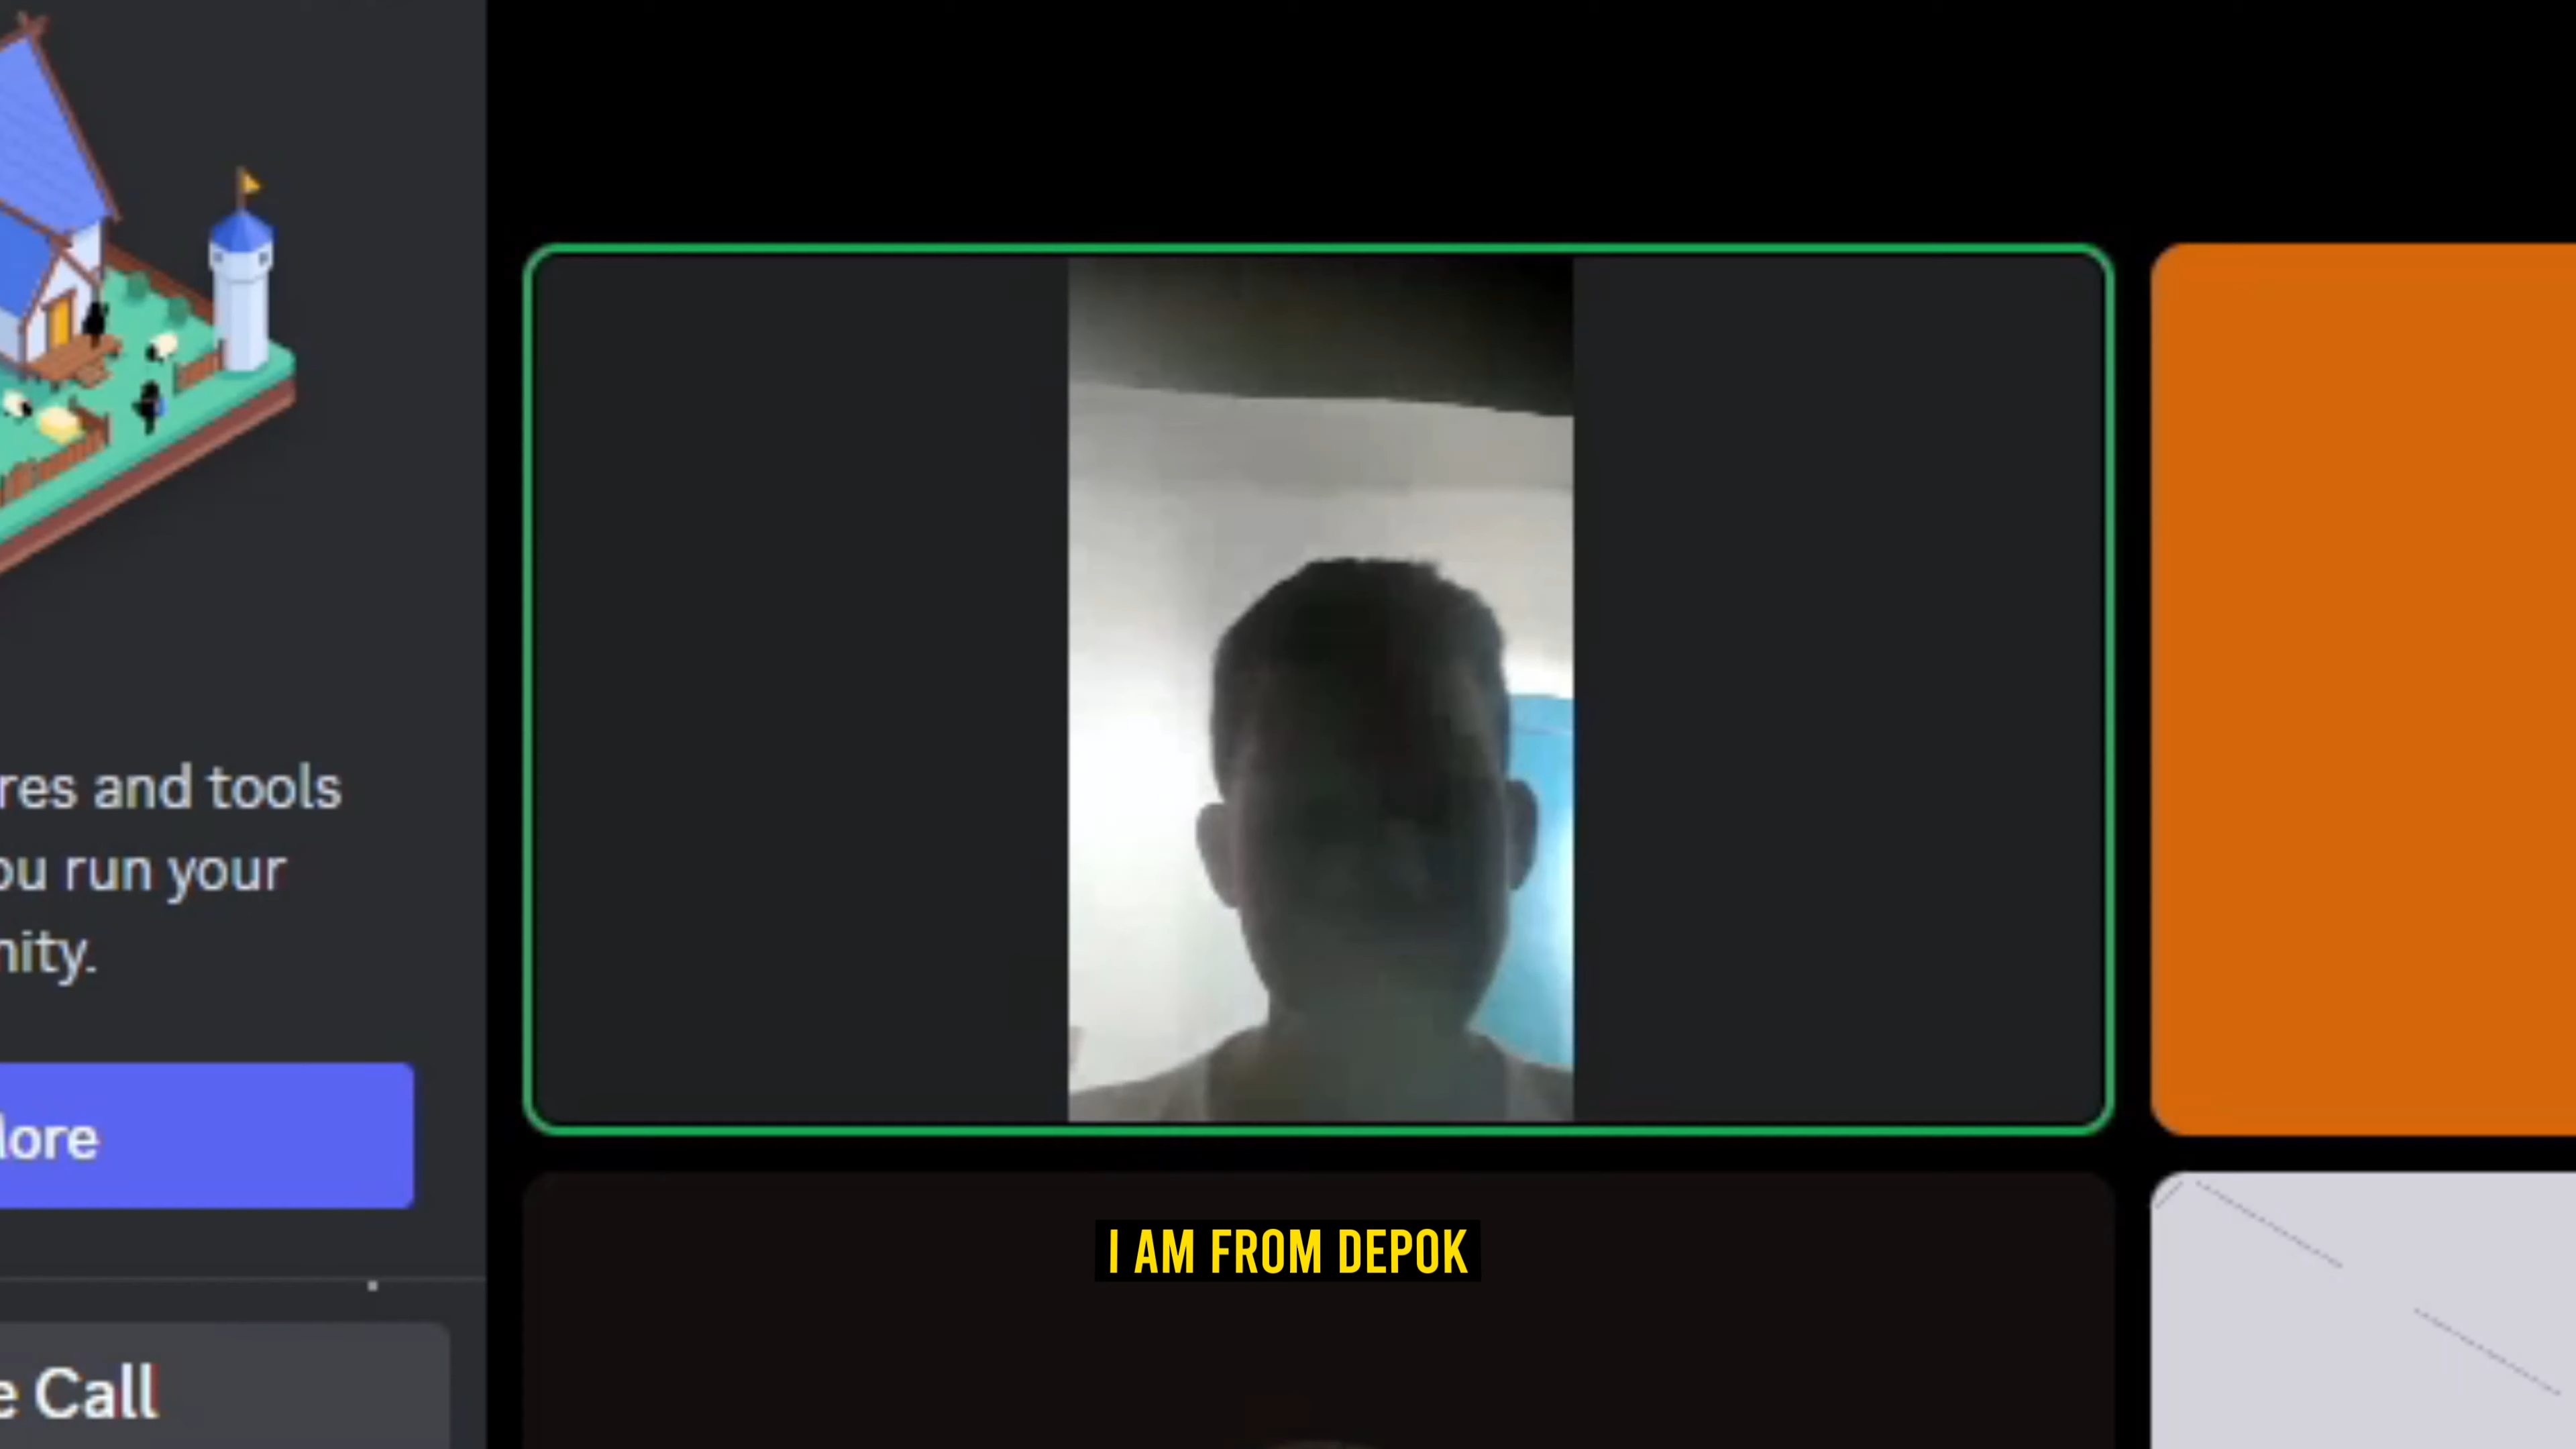 res and tools
ou run your
nity.
lore
I AM FROM DEPOK
e Call